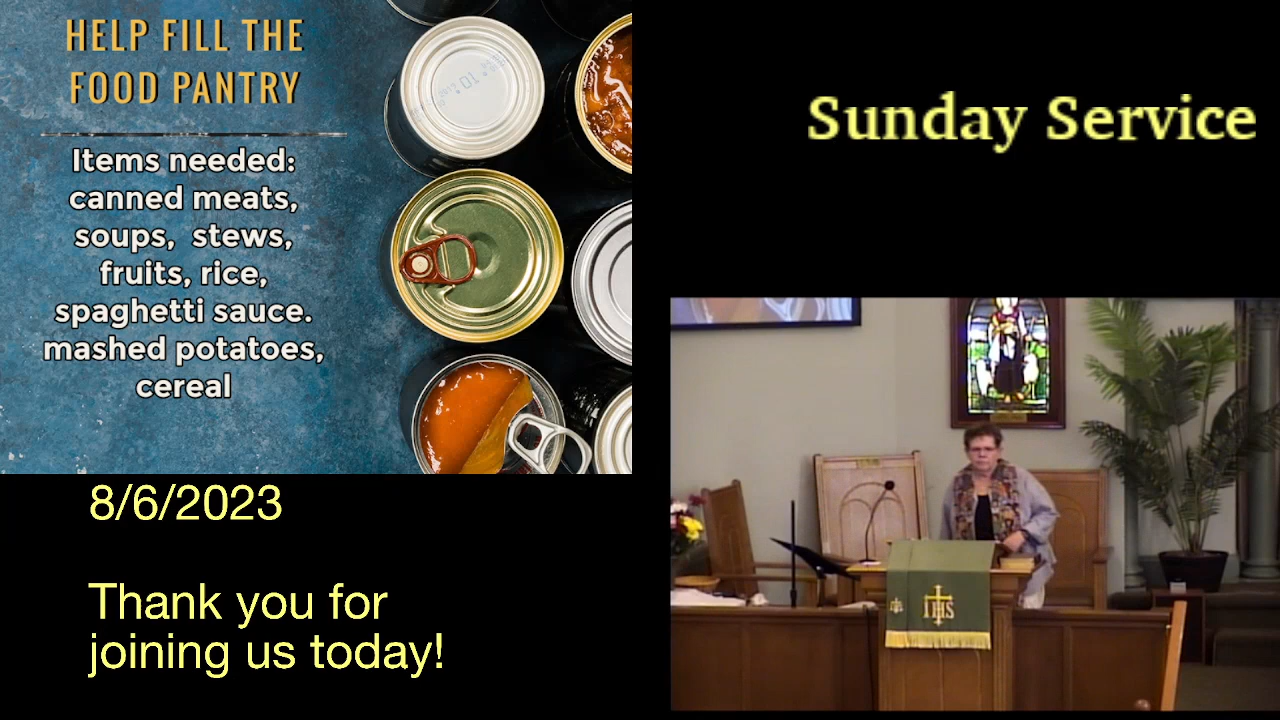 HELP FILL THE
FOOD PANTRY
Items needed:
canned meats,
soups, stews,
fruits, rice,
spaghetti sauce.
mashed potatoes,
cereal
8/6/2023
Thank you for
joining us today!
Sunday Service
IHS